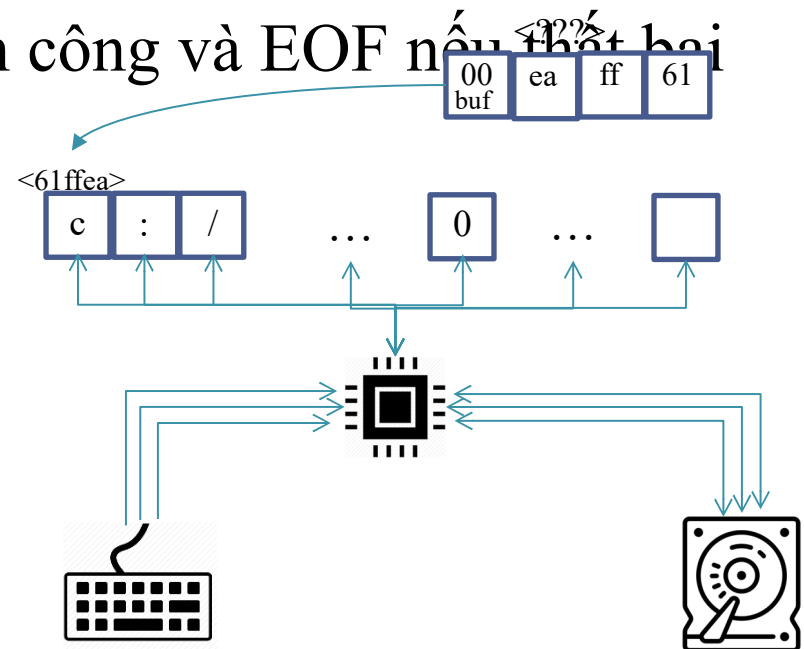 <???>
công và EOF nếu thất bại
00 ea ff 61
buf
<61ffea>
c : / ... 0 ...